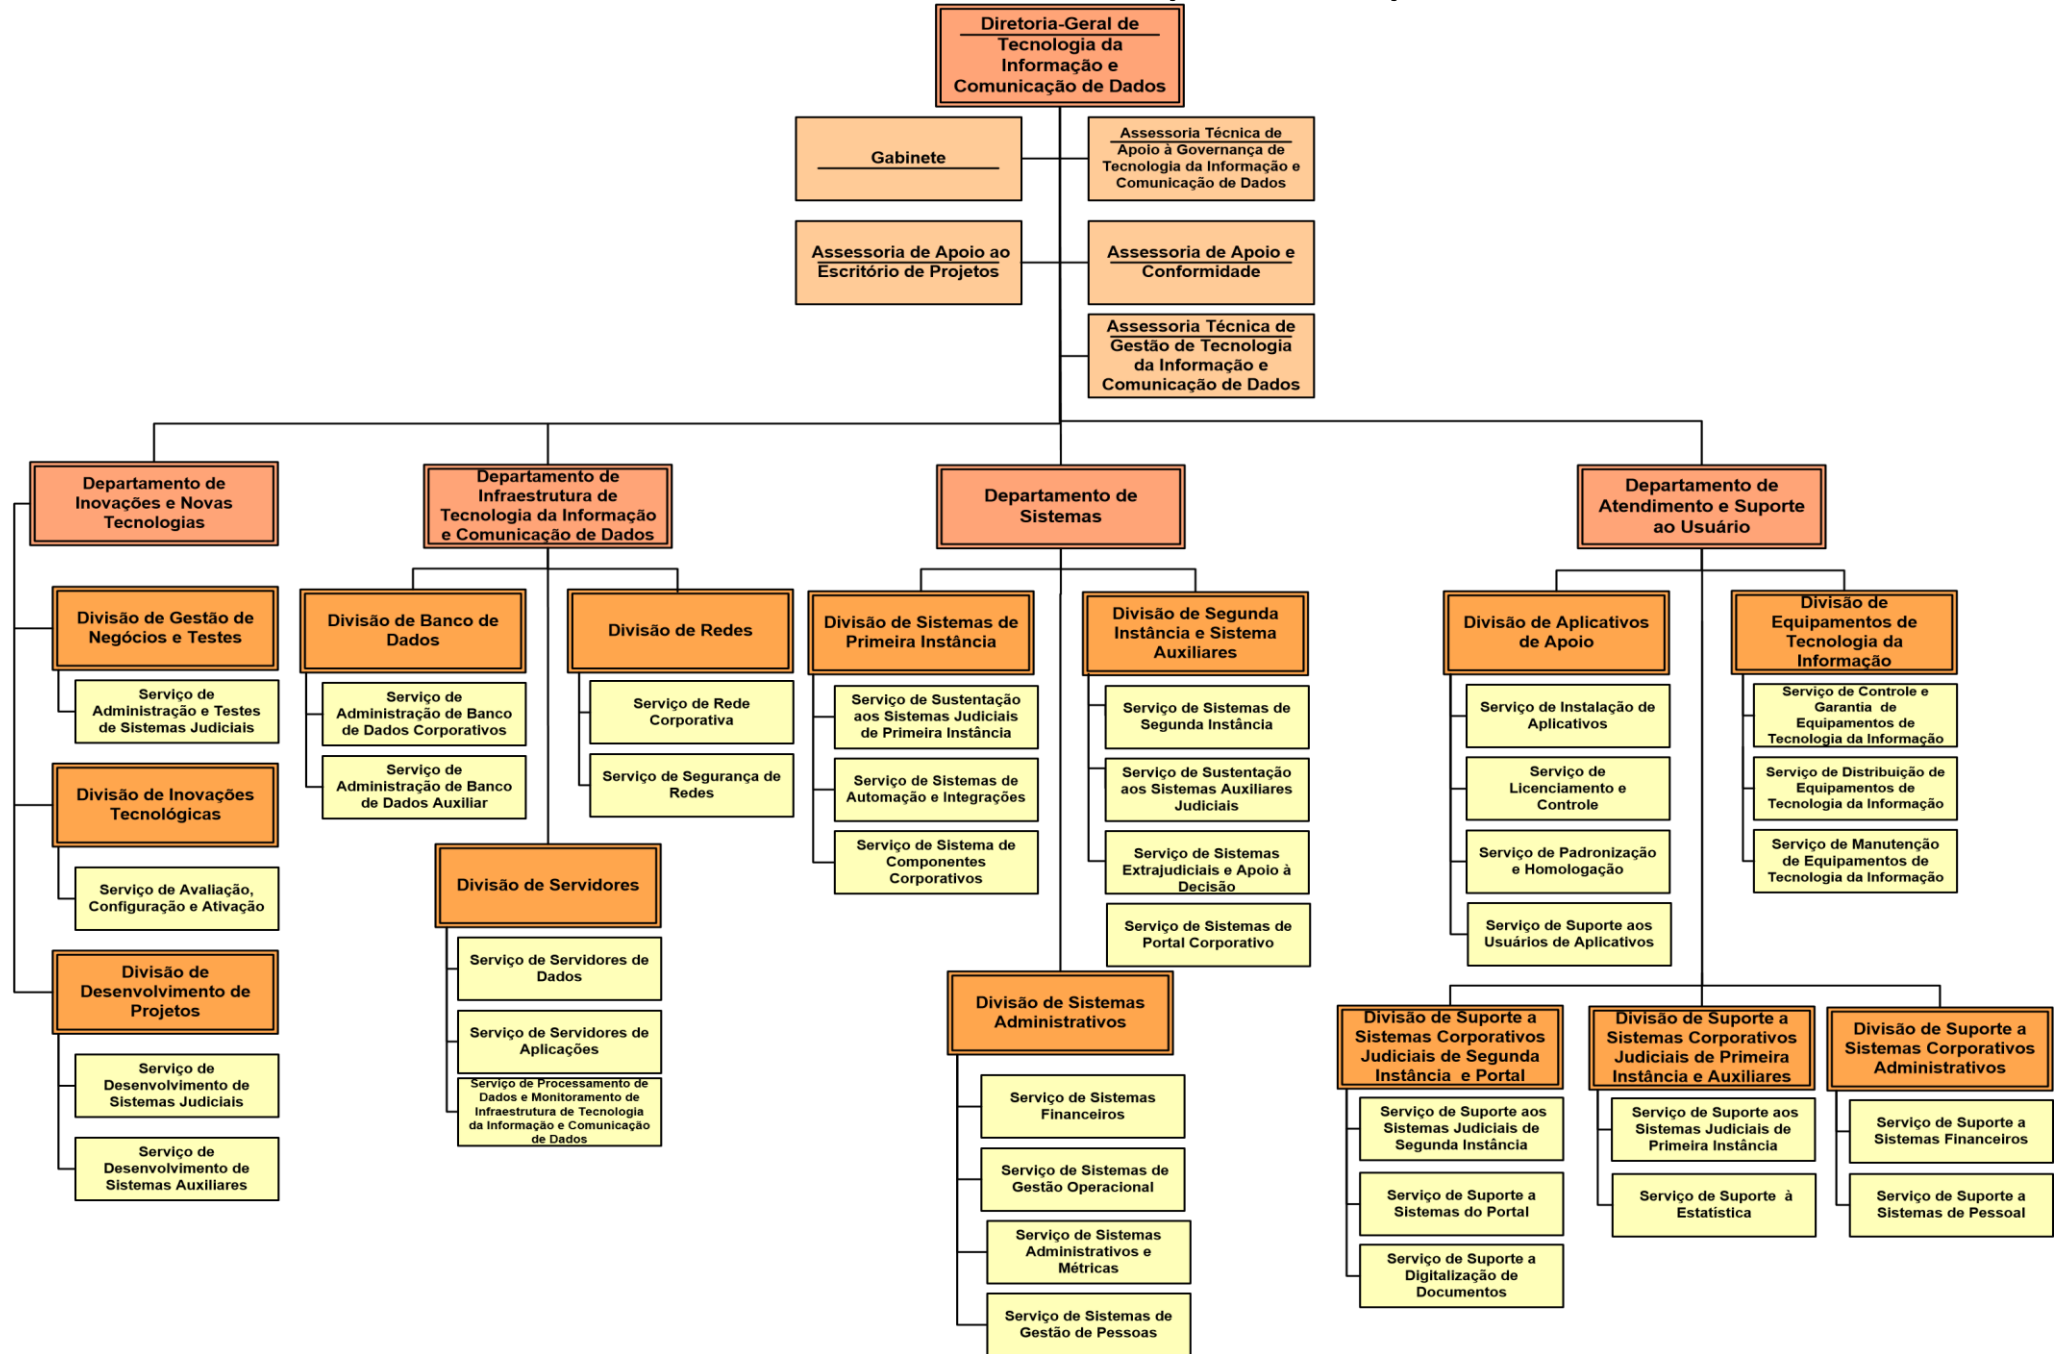 Diretoria-Geral de
Tecnologia da
Informação e
Comunicação de Dados
Gabinete
Assessoria Técnica de
Apoio à Governança de
Tecnologia da Informação e
Comunicação de Dados
Assessoria de Apoio ao
Escritório de Projetos
Assessoria de Apoio e
Conformidade
Assessoria Técnica de
Gestão de Tecnologia
da Informação e
Comunicação de Dados
Departamento de
Inovações e Novas
Tecnologias
Departamento de
Infraestrutura de
Tecnologia da Informação
e Comunicação de Dados
Departamento de
Sistemas
Departamento de
Atendimento e Suporte
ao Usuário
Divisão de Gestão de
Negócios e Testes
Serviço de
Administração e Testes
de Sistemas Judiciais
Divisão de Inovações
Tecnológicas
Serviço de Avaliação,
Configuração e Ativação
Divisão de
Desenvolvimento de
Projetos
Serviço de
Desenvolvimento de
Sistemas Judiciais
Serviço de
Desenvolvimento de
Sistemas Auxiliares
Divisão de Banco de
Dados
Serviço de
Administração de Banco
de Dados Corporativos
Serviço de
Administração de Banco
de Dados Auxiliar
Divisão de Redes
Serviço de Rede
Corporativa
Serviço de Segurança de
Redes
Divisão de Servidores
Serviço de Servidores de
Dados
Serviço de Servidores de
Aplicações
Serviço de Processamento de
Dados e Monitoramento de
Infraestrutura de Tecnologia
da Informação e Comunicação
de Dados
Divisão de Sistemas de
Primeira Instância
Serviço de Sustentação
aos Sistemas Judiciais
de Primeira Instância
Serviço de Sistemas de
Automação e Integrações
Serviço de Sistema de
Componentes
Corporativos
Divisão de Segunda
Instância e Sistema
Auxiliares
Serviço de Sistemas de
Segunda Instância
Serviço de Sustentação
aos Sistemas Auxiliares
Judiciais
Serviço de Sistemas
Extrajudiciais e Apoio à
Decisão
Serviço de Sistemas de
Portal Corporativo
Divisão de Sistemas
Administrativos
Serviço de Sistemas
Financeiros
Serviço de Sistemas de
Gestão Operacional
Serviço de Sistemas
Administrativos e
Métricas
Serviço de Sistemas de
Gestão de Pessoas
Divisão de Aplicativos
de Apoio
Serviço de Instalação de
Aplicativos
Serviço de
Licenciamento e
Controle
Serviço de Padronização
e Homologação
Serviço de Suporte aos
Usuários de Aplicativos
Divisão de
Equipamentos de
Tecnologia da
Informação
Serviço de Controle e
Garantia de
Equipamentos de
Tecnologia da Informação
Serviço de Distribuição de
Equipamentos de
Tecnologia da Informação
Serviço de Manutenção
de Equipamentos de
Tecnologia da Informação
Divisão de Suporte a
Sistemas Corporativos
Judiciais de Segunda
Instância e Portal
Serviço de Suporte aos
Sistemas Judiciais de
Segunda Instância
Serviço de Suporte a
Sistemas do Portal
Serviço de Suporte a
Digitalização de
Documentos
Divisão de Suporte a
Sistemas Corporativos
Judiciais de Primeira
Instância e Auxiliares
Serviço de Suporte aos
Sistemas Judiciais de
Primeira Instância
Serviço de Suporte à
Estatística
Divisão de Suporte a
Sistemas Corporativos
Administrativos
Serviço de Suporte a
Sistemas Financeiros
Serviço de Suporte a
Sistemas de Pessoal